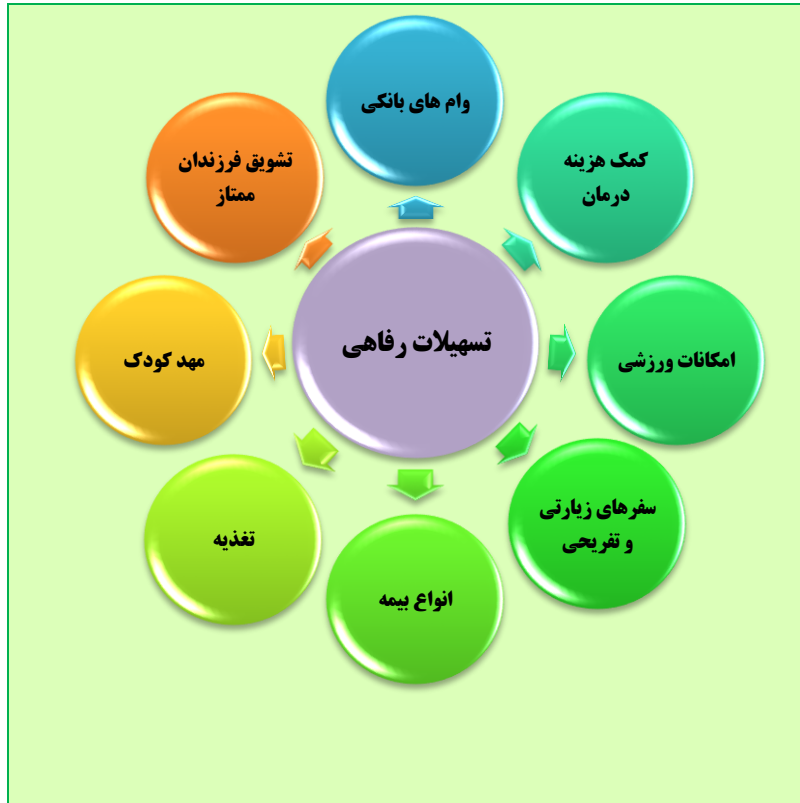 تسهیلات رفاهی
وام های بانکی
کمک هزینه
درمان
امکانات ورزشی
سفرهای زیارتی
و تفریحی
انواع بیمه
تغذیه
مهد کودک
تشویق فرزندان
ممتاز